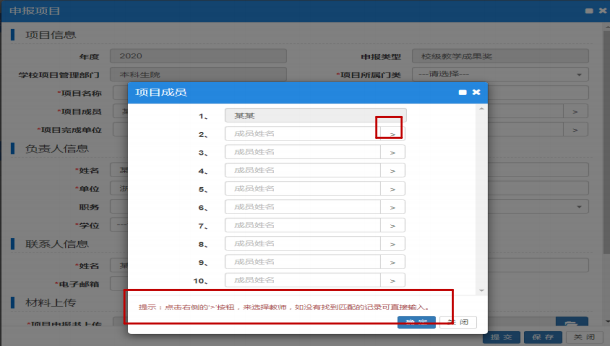 申报项目
项目信息
年度 2020 申报类型 校级教学成果奖
学校项目管理部门 本科生院 *项目所属门类 ---请选择---
*项目名称
*项目成员 >
*项目完成单位 >
负责人信息
*姓名
*单位
职务
*学位
联系人信息
*姓名
*电子邮箱
材料上传
*项目申报书上传
提交 保存 关闭
项目成员
1、 某某
2、 成员姓名 >
3、 成员姓名 >
4、 成员姓名 >
5、 成员姓名 >
6、 成员姓名 >
7、 成员姓名 >
8、 成员姓名 >
9、 成员姓名 >
10、 成员姓名 >
提示：点击右侧的'>'按钮，来选择教师，如没有找到匹配的记录可直接输入。
确定 关闭